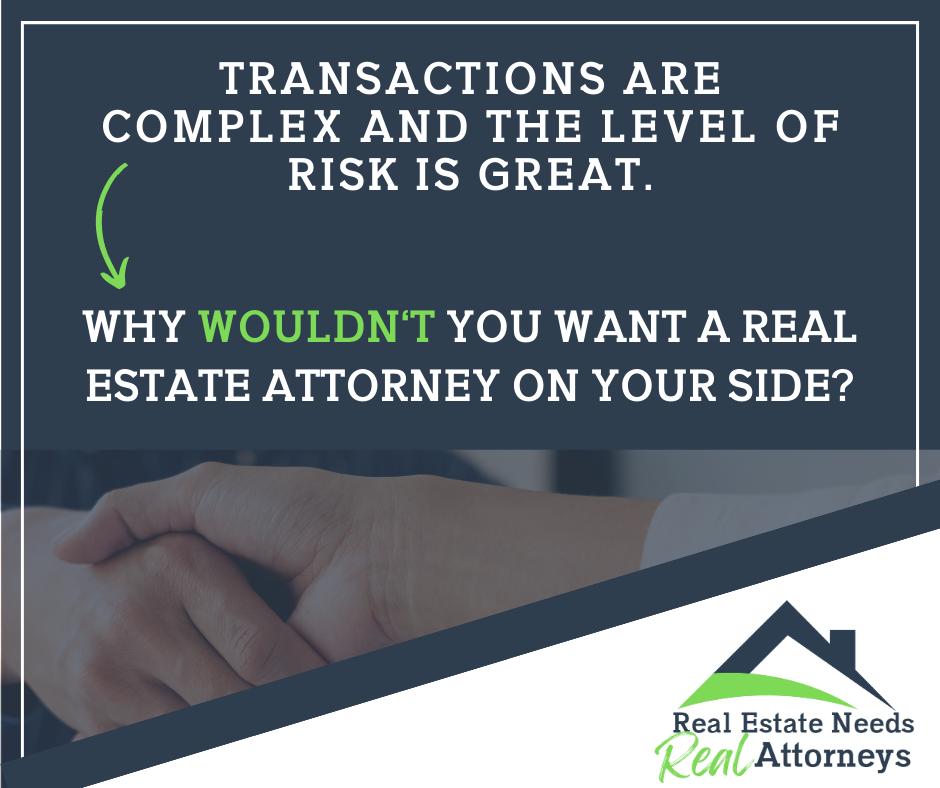 TRANSACTIONS ARE
COMPLEX AND THE LEVEL OF
RISK IS GREAT.
WHY WOULDN'T YOU WANT A REAL
ESTATE ATTORNEY ON YOUR SIDE?
Real Estate Needs
Real Attorneys